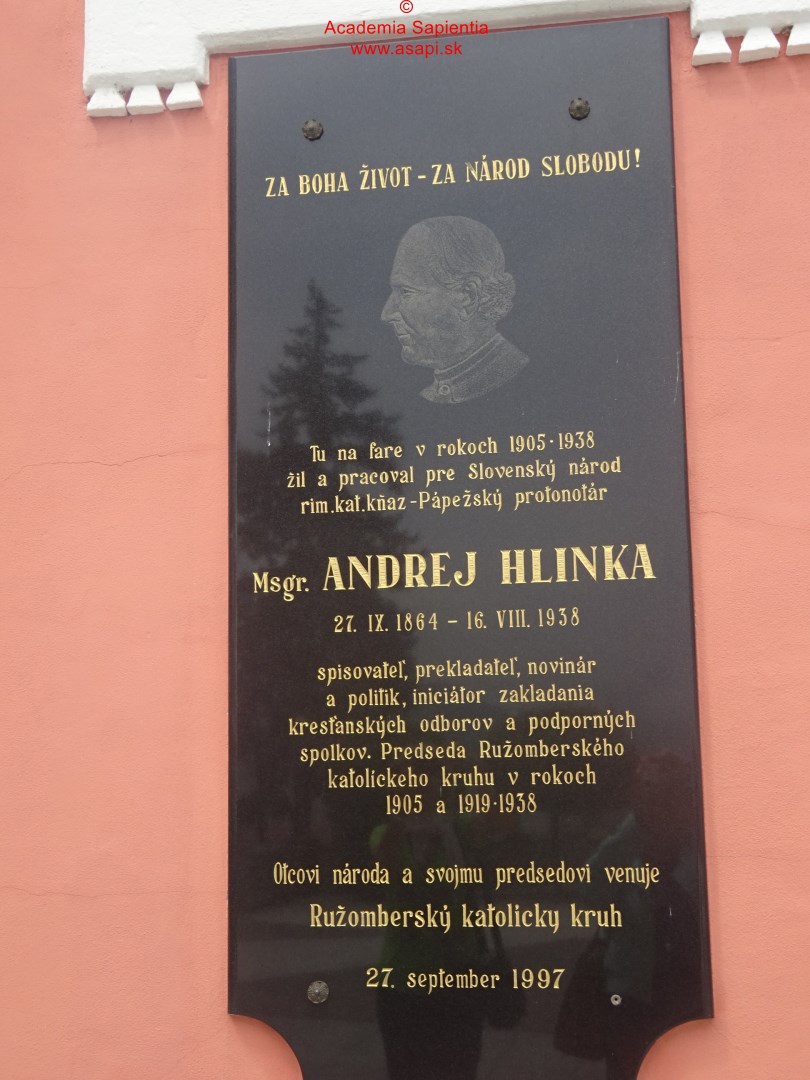 ©
Academia Sapientia
www.asapi.sk
ZA BOHA ŽIVOT - ZA NÁROD SLOBODU!
Tu na fare v rokoch 1905-1938
žil a pracoval pre Slovenský národ
rim.kat.kňaz-Pápežský protonotár
Msgr. ANDREJ HLINKA
27. IX. 1864 - 16. VIII. 1938
spisovateľ, prekladateľ, novinár
a politik, iniciátor zakladania
kresťanských odborov a podporných
spolkov. Predseda Ružomberského
katolickeho kruhu v rokoch
1905 a 1919-1938
Otcovi národa a svojmu predsedovi venuje
Ružomberský katolicky kruh
27. september 1997